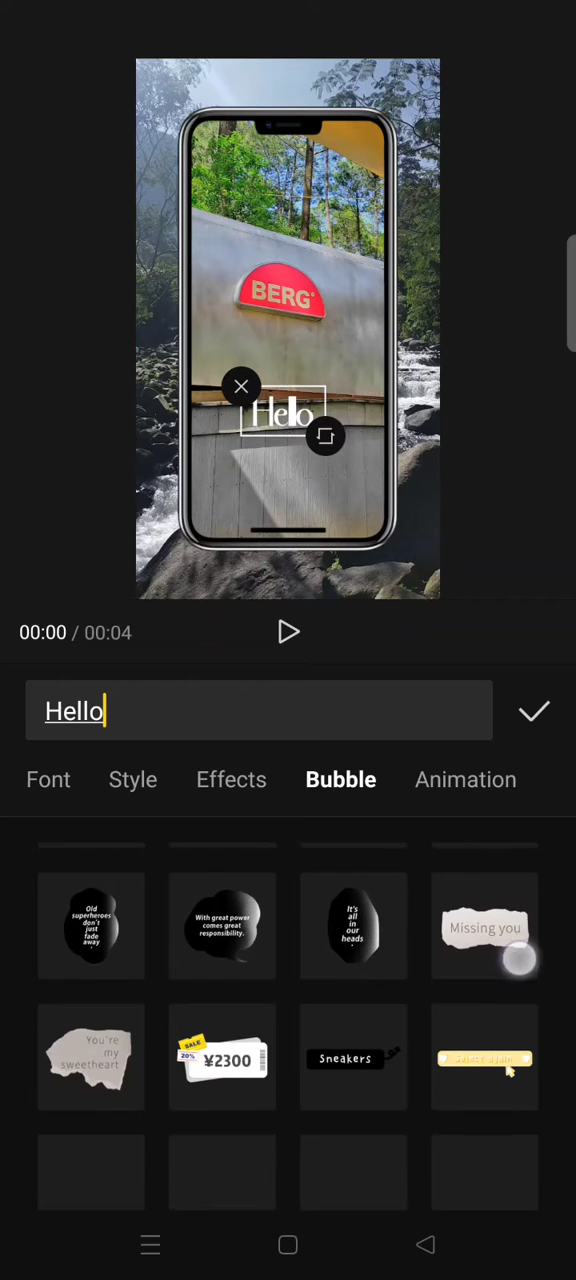 BERG
Hello
00:00 / 00:04
Hello
Font Style Effects Bubble Animation
Old
superheroes
don't
just
fade
away
With great power
comes great
responsibility.
It's
all
in
our
heads
.
Missing you
You're
my
sweetheart
SALE
20%
¥2300
Sneakers
Select again